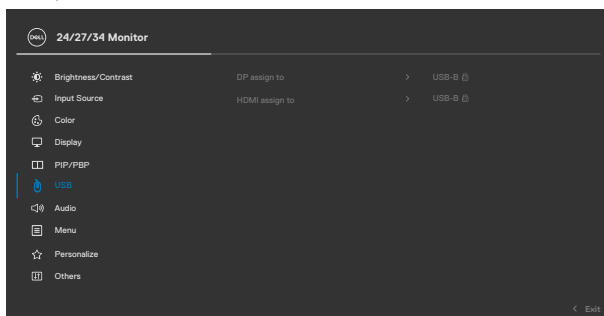 DELL 24/27/34 Monitor
Brightness/Contrast DP assign to > USB-B
Input Source HDMI assign to > USB-B
Color
Display
PIP/PBP
USB
Audio
Menu
Personalize
Others
< Exit